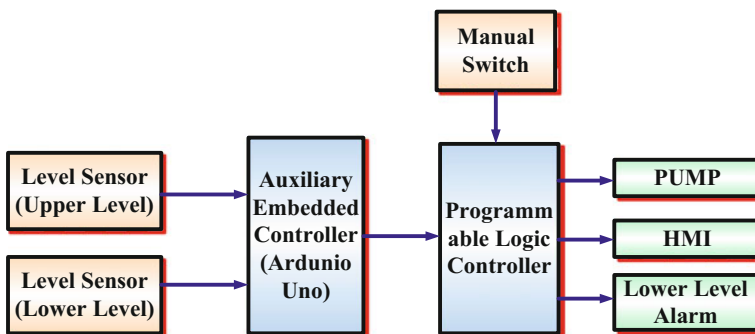 Manual
Switch
Level Sensor
(Upper Level)
Level Sensor
(Lower Level)
Auxiliary
Embedded
Controller
(Ardunio
Uno)
Programm
able Logic
Controller
PUMP
HMI
Lower Level
Alarm